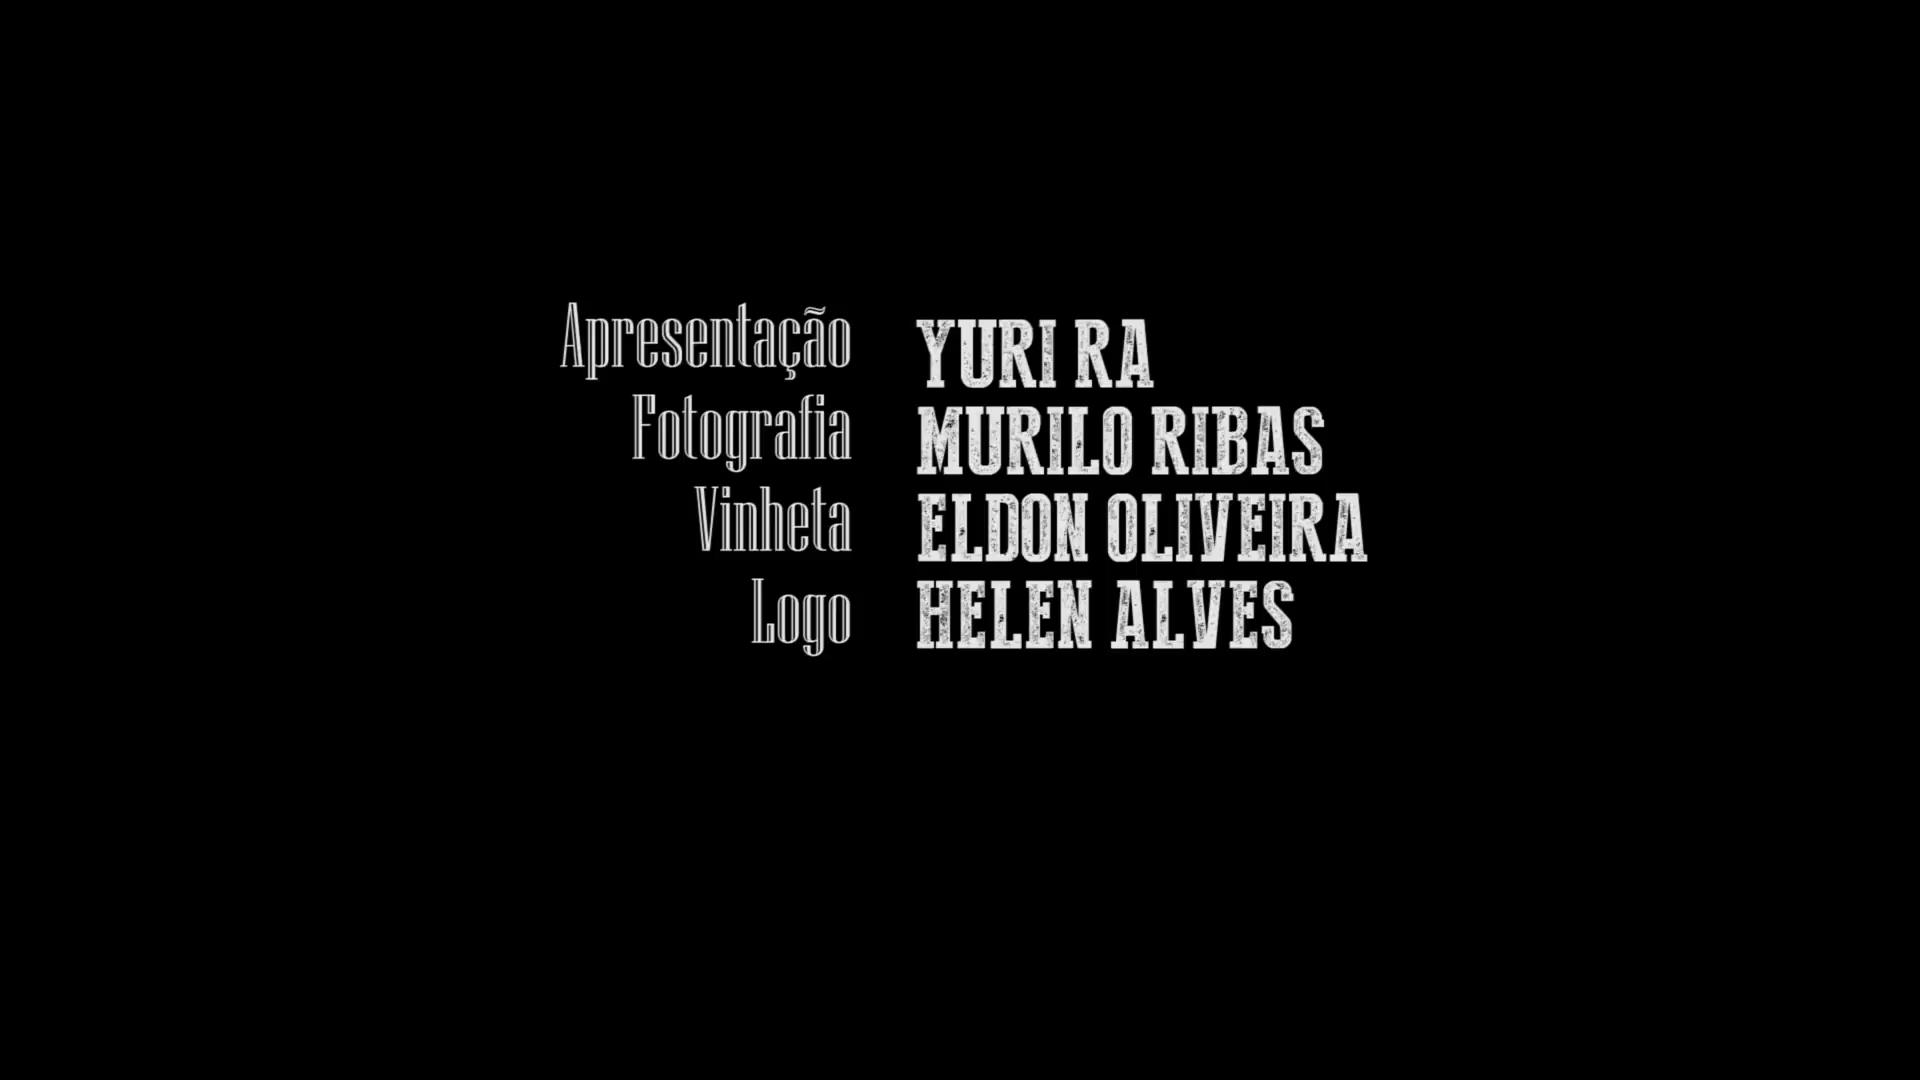 Apresentação YURI RA
Fotografia MURILO RIBAS
Vinheta ELDON OLIVEIRA
Logo HELEN ALVES